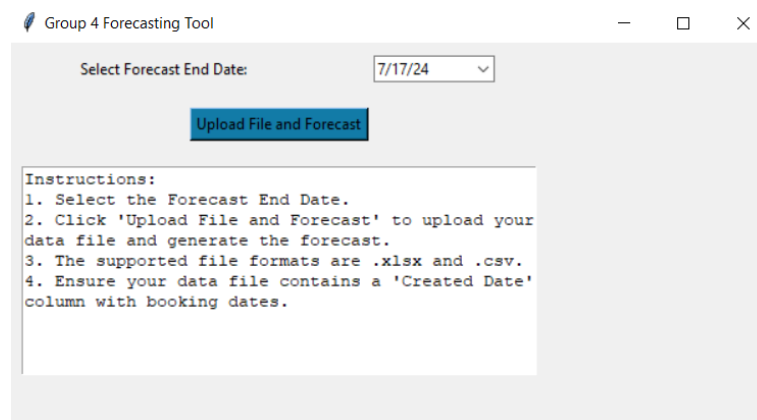 Group 4 Forecasting Tool
Select Forecast End Date:
7/17/24
Upload File and Forecast
Instructions:
1. Select the Forecast End Date.
2. Click 'Upload File and Forecast' to upload your
data file and generate the forecast.
3. The supported file formats are .xlsx and .csv.
4. Ensure your data file contains a 'Created Date'
column with booking dates.